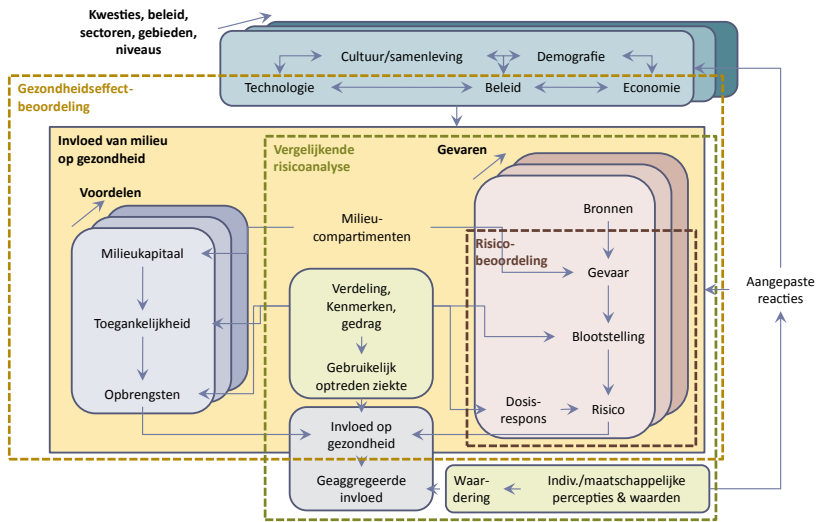 Kwesties, beleid,
sectoren, gebieden,
niveaus
Cultuur/samenleving
Demografie
Technologie
Beleid
Economie
Gezondheidseffect-
beoordeling
Invloed van milieu
op gezondheid
Vergelijkende
risicoanalyse
Gevaren
Voordelen
Milieu-
compartimenten
Bronnen
Risico-
beoordeling
Milieukapitaal
Gevaar
Aangepaste
reacties
Verdeling,
Kenmerken,
gedrag
Toegankelijkheid
Blootstelling
Gebruikelijk
optreden ziekte
Opbrengsten
Dosis-
respons
Risico
Invloed op
gezondheid
Geaggregeerde
invloed
Waar-
dering
Indiv./maatschappelijke
percepties & waarden